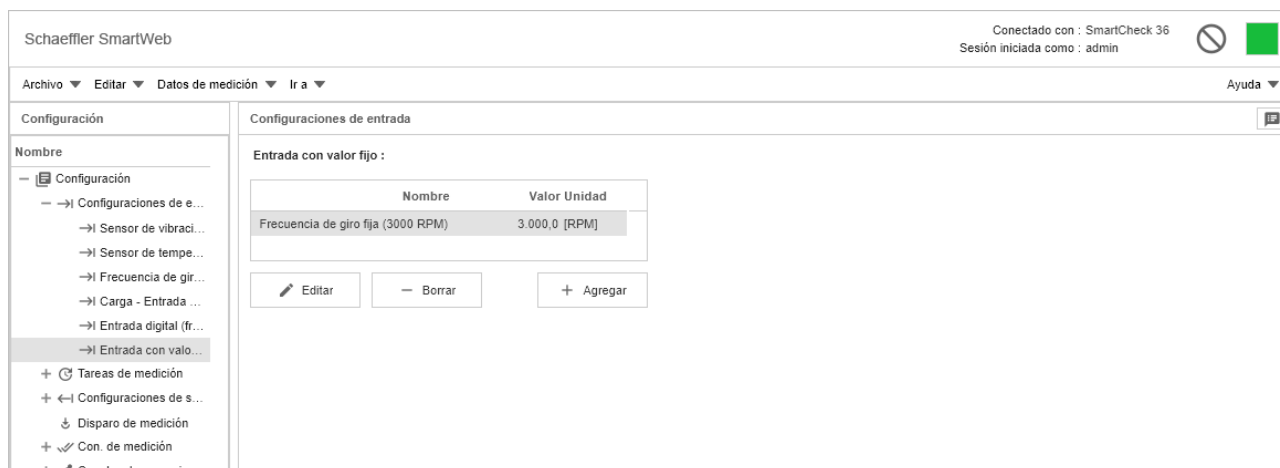 Schaeffler SmartWeb
Conectado con : SmartCheck 36
Sesión iniciada como : admin
Archivo Editar Datos de medición Ir a Ayuda
Configuración
Configuraciones de entrada
Nombre
Configuración
Configuraciones de e...
Sensor de vibraci...
Sensor de tempe...
Frecuencia de gir...
Carga - Entrada ...
Entrada digital (fr...
Entrada con valo...
Tareas de medición
Configuraciones de s...
Disparo de medición
Con. de medición
Entrada con valor fijo :
Nombre Valor Unidad
Frecuencia de giro fija (3000 RPM) 3.000,0 [RPM]
Editar Borrar Agregar